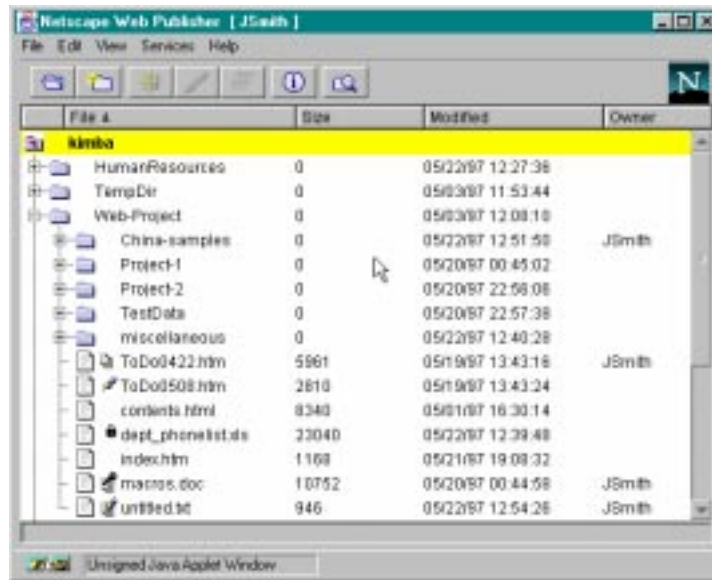 Netscape Web Publisher [ JSmith ]
File Edit View Services Help
N
File Size Modified Owner
kimba
HumanResources 0 05/22/97 12:27:36
TempDir 0 05/03/97 11:53:44
Web-Project 0 05/03/97 12:08:10
China-samples 0 05/22/97 12:51:50 JSmith
Project-1 0 05/20/97 00:45:02
Project-2 0 05/20/97 22:56:06
TestData 0 05/20/97 22:57:38
miscellaneous 0 05/22/97 12:40:28
ToDo0422.htm 5961 05/19/97 13:43:16 JSmith
ToDo0508.htm 2810 05/19/97 13:43:24
contents.html 8340 05/01/97 16:30:14
dept_phonelist.xls 23040 05/22/97 12:39:48
index.htm 1168 05/21/97 19:08:32
macros.doc 10752 05/20/97 00:44:58 JSmith
untitled.txt 946 05/22/97 12:54:26 JSmith
Unsigned Java Applet Window